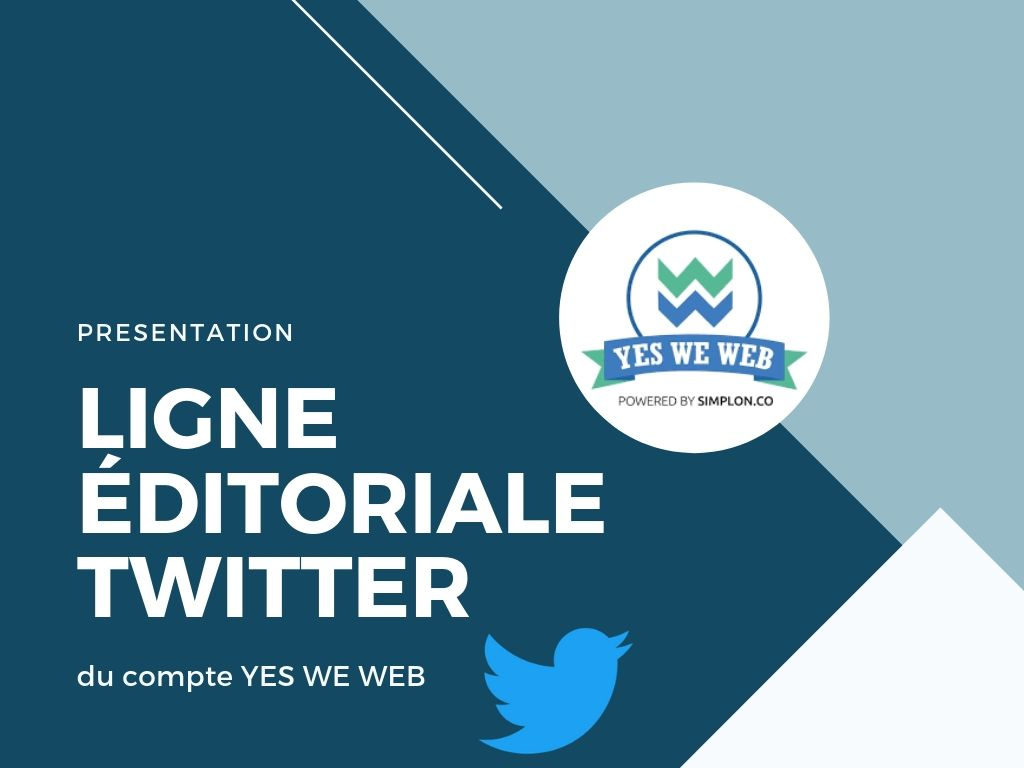 PRESENTATION
LIGNE
ÉDITORIALE
TWITTER
du compte YES WE WEB
YES WE WEB
POWERED BY SIMPLON.CO